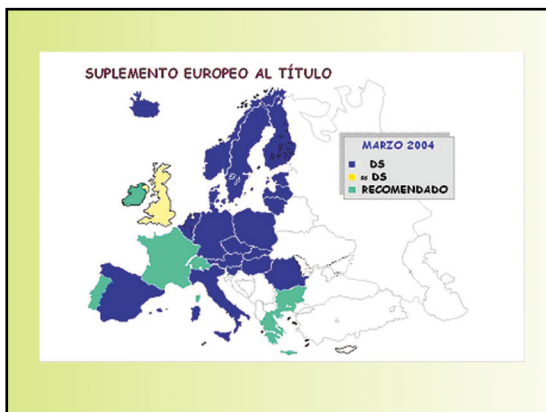 SUPLEMENTO EUROPEO AL TÍTULO
MARZO 2004
DS
≈ DS
RECOMENDADO